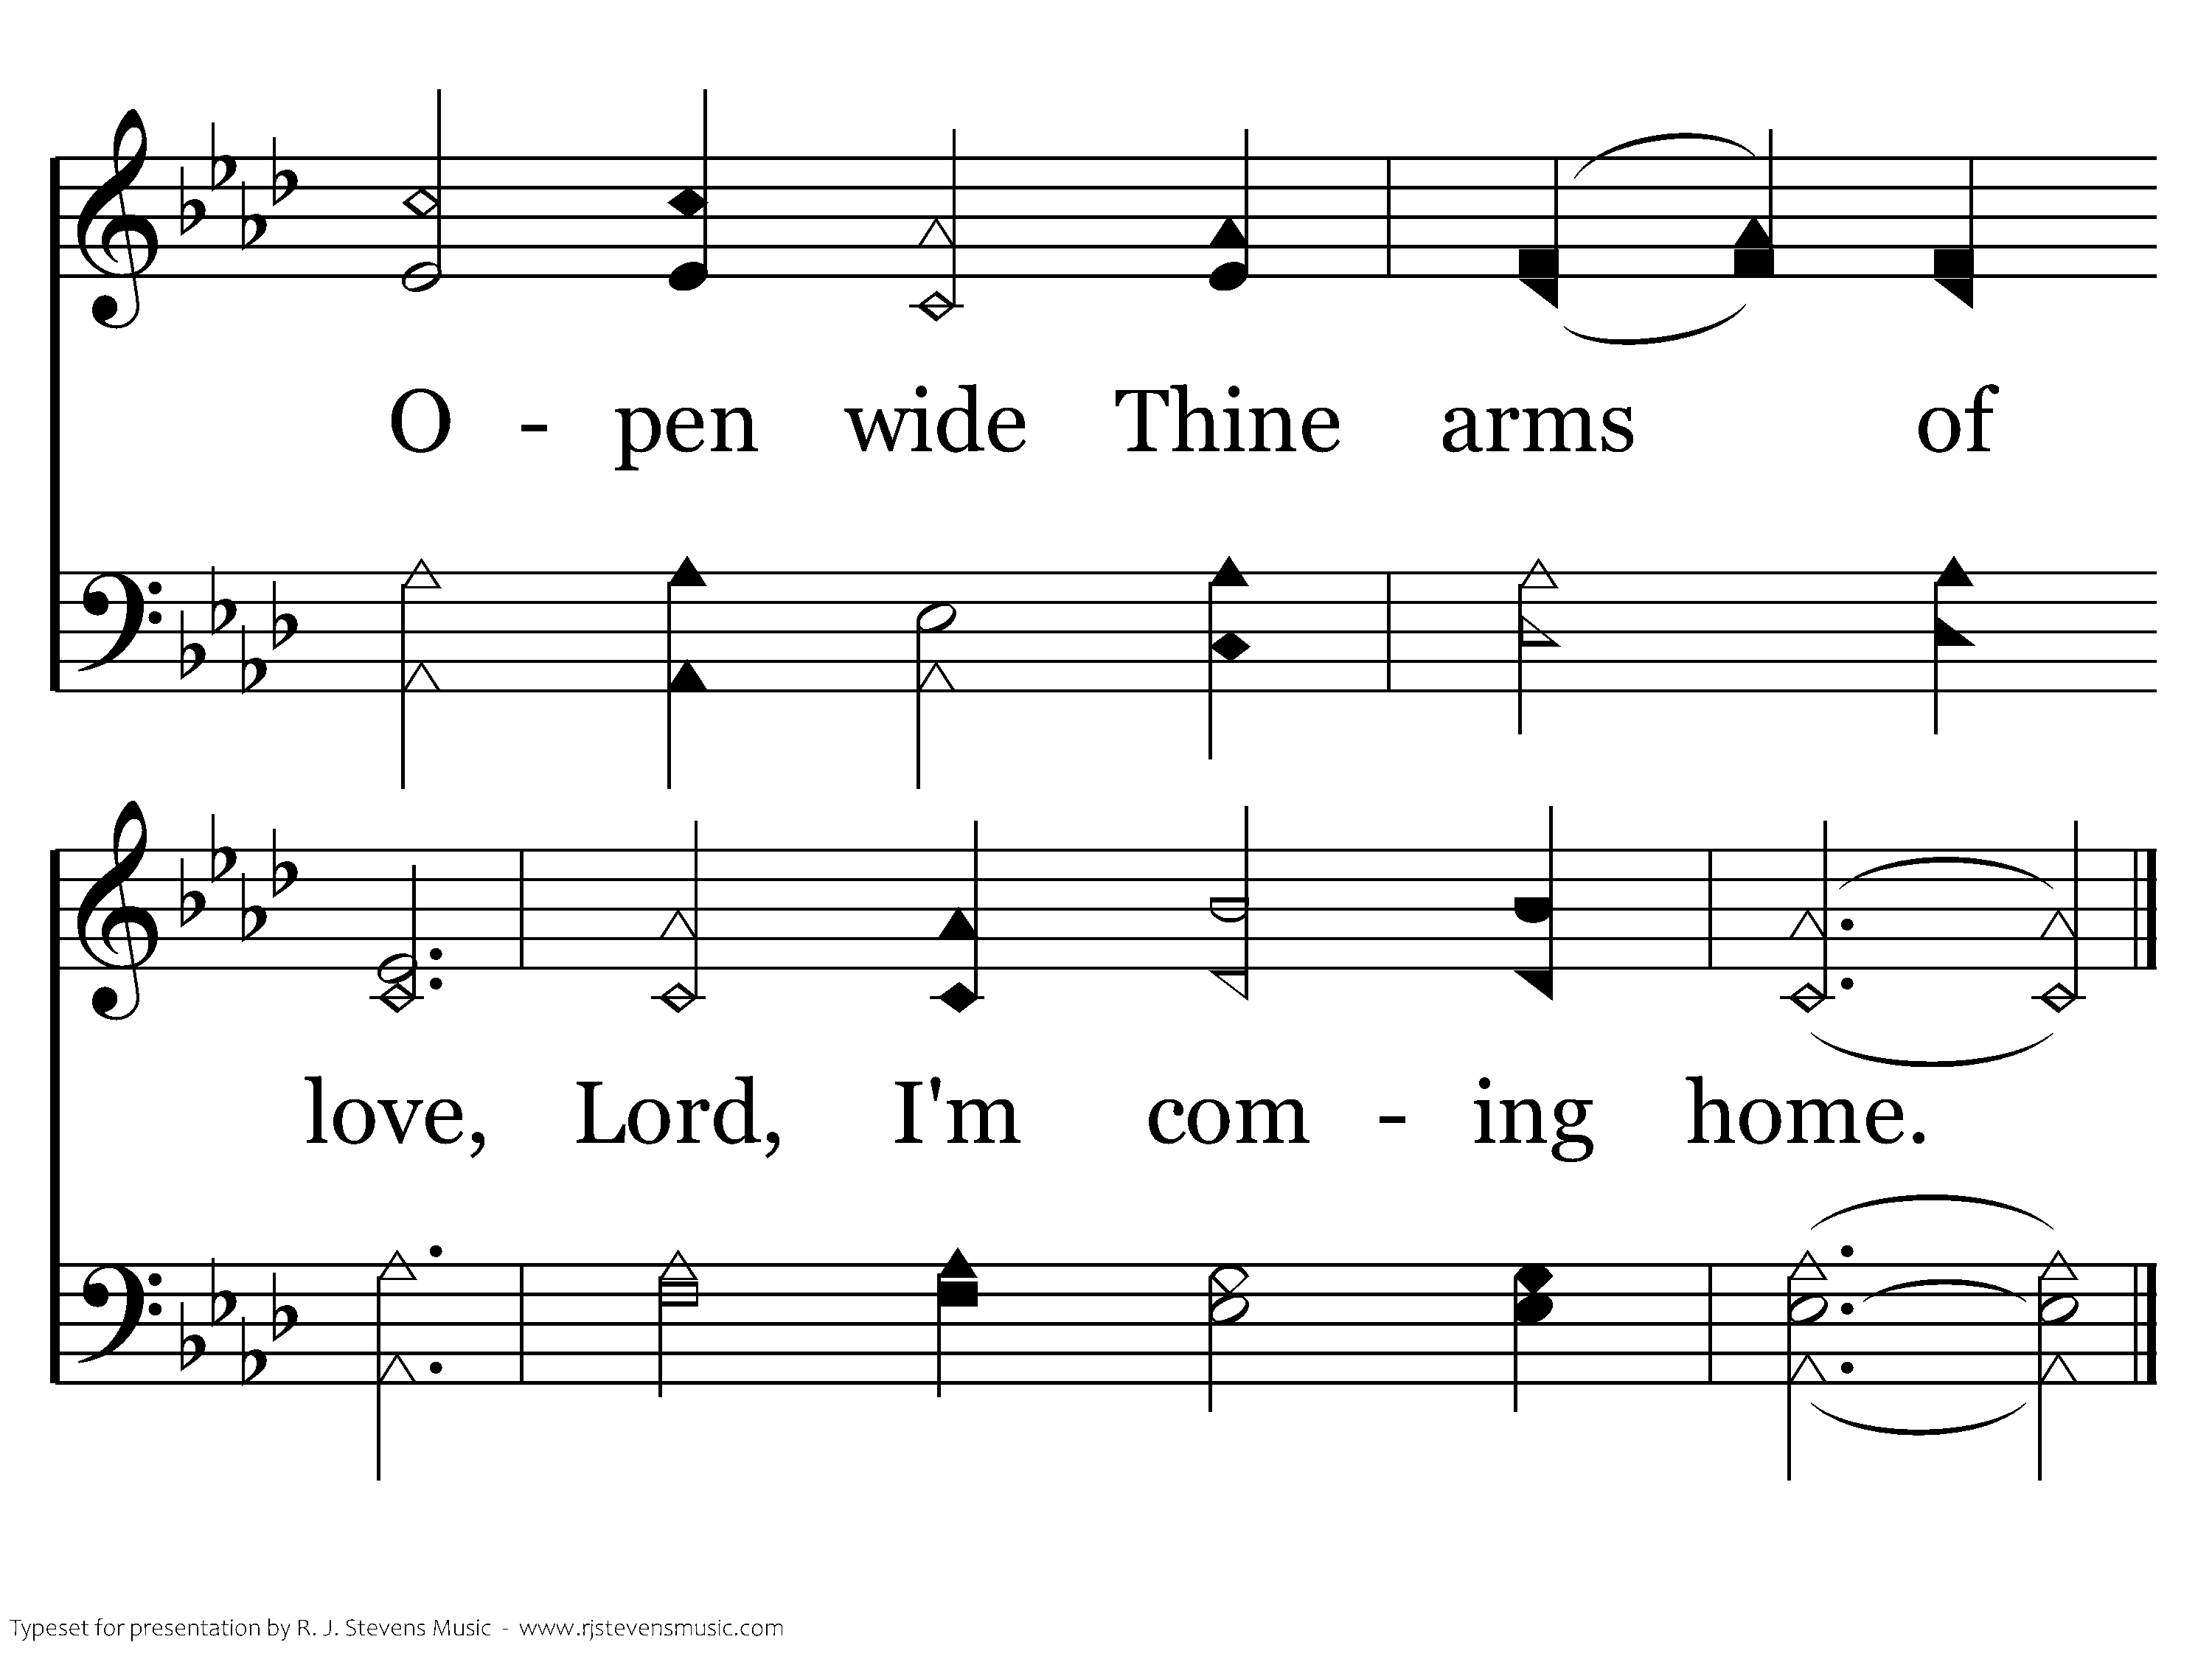 O - pen wide Thine arms of
love, Lord, I'm com - ing home.
Typeset for presentation by R. J. Stevens Music - www.rjstevensmusic.com